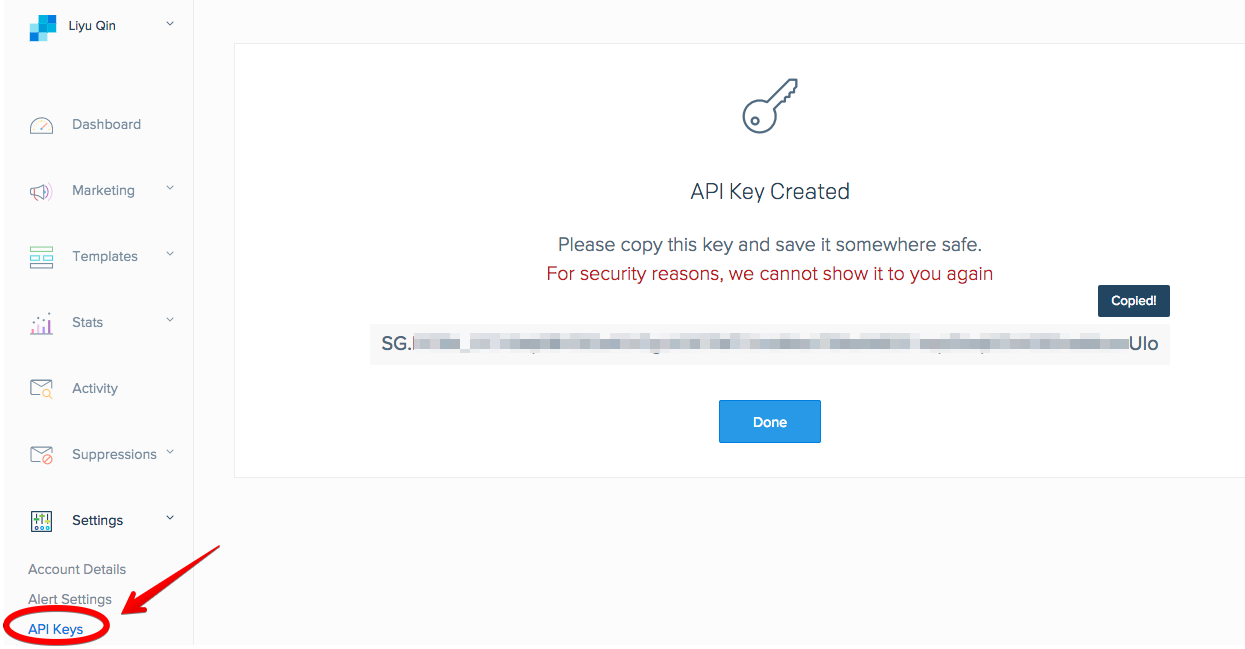 Liyu Qin
Dashboard
Marketing
Templates
Stats
Activity
Suppressions
Settings
Account Details
Alert Settings
API Keys
API Key Created
Please copy this key and save it somewhere safe.
For security reasons, we cannot show it to you again
Copied!
SG. Ulo
Done